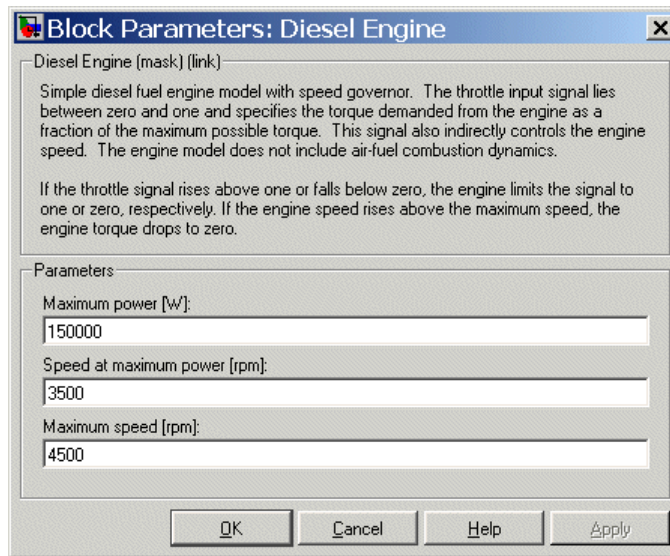 Block Parameters: Diesel Engine
Diesel Engine (mask) (link)
Simple diesel fuel engine model with speed governor. The throttle input signal lies
between zero and one and specifies the torque demanded from the engine as a
fraction of the maximum possible torque. This signal also indirectly controls the engine
speed. The engine model does not include air-fuel combustion dynamics.
If the throttle signal rises above one or falls below zero, the engine limits the signal to
one or zero, respectively. If the engine speed rises above the maximum speed, the
engine torque drops to zero.
Parameters
Maximum power [W]:
150000
Speed at maximum power [rpm]:
3500
Maximum speed [rpm]:
4500
OK Cancel Help Apply